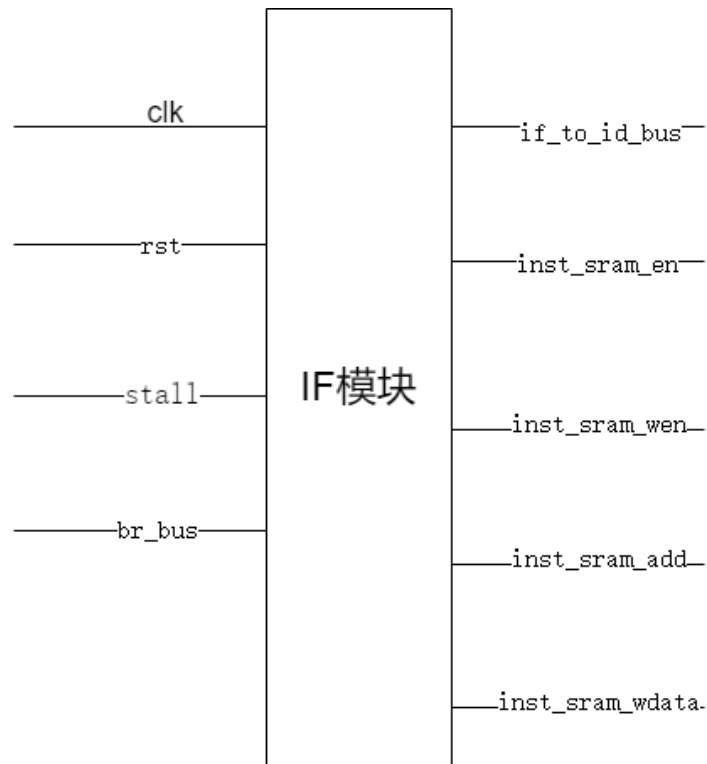 clk
rst
stall
br_bus
IF模块
if_to_id_bus
inst_sram_en
inst_sram_wen
inst_sram_add
inst_sram_wdata